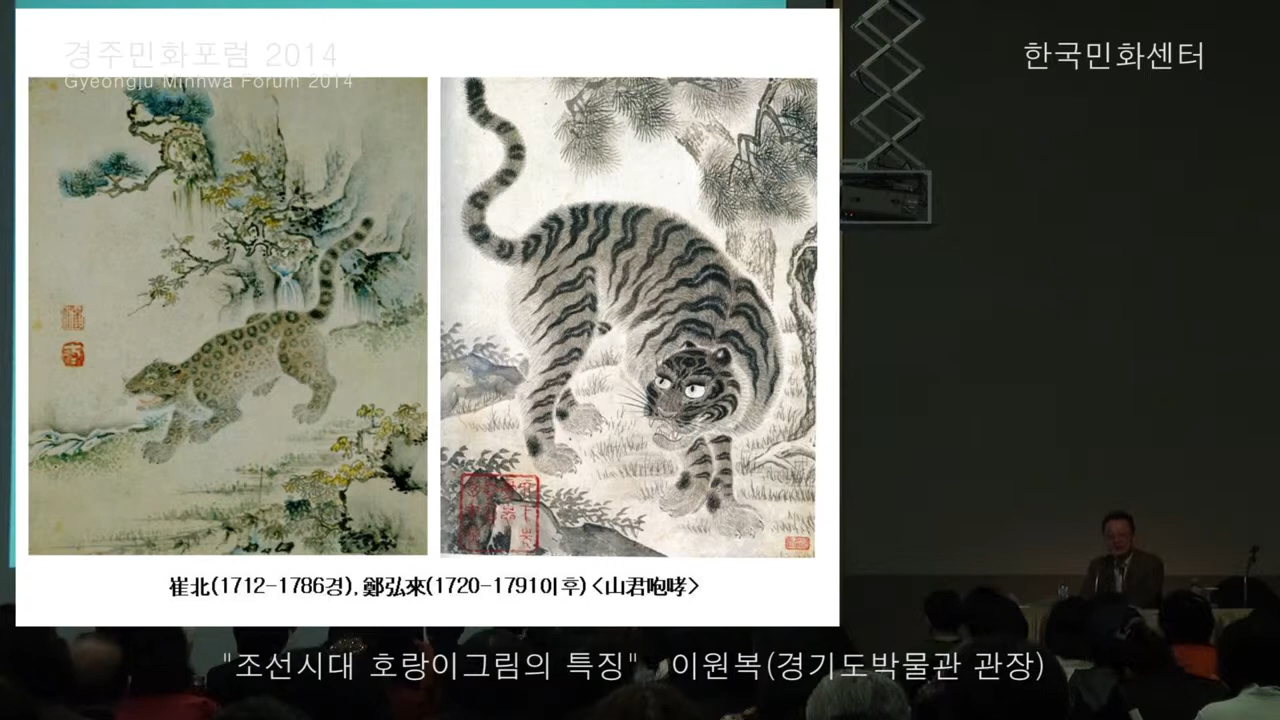 경주민화포럼 2014
Gyeongju Minhwa Forum 2014
한국민화센터
崔北(1712-1786경), 鄭弘來(1720-1791이후)<山君咆哮>
"조선시대 호랑이그림의 특징" 이원복(경기도박물관 관장)